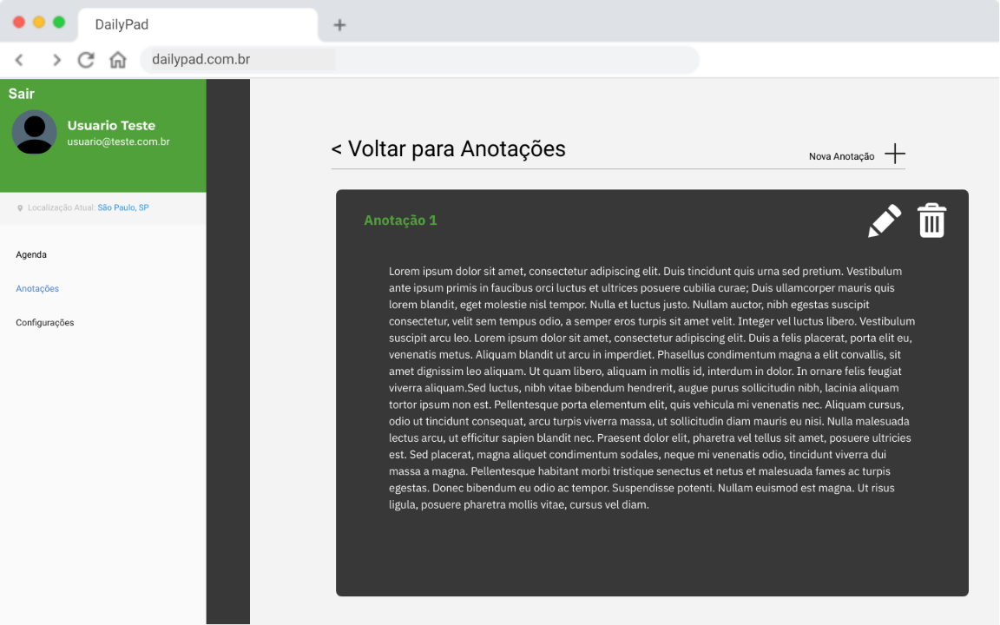 DailyPad
dailypad.com.br
Sair
Usuario Teste
usuario@teste.com.br
Localização Atual: São Paulo, SP
Agenda
Anotações
Configurações
< Voltar para Anotações
Nova Anotação
Anotação 1
Lorem ipsum dolor sit amet, consectetur adipiscing elit. Duis tincidunt quis urna sed pretium. Vestibulum
ante ipsum primis in faucibus orci luctus et ultrices posuere cubilia curae; Duis ullamcorper mauris quis
lorem blandit, eget molestie nisl tempor. Nulla et luctus justo. Nullam auctor, nibh egestas suscipit
consectetur, velit sem tempus odio, a semper eros turpis sit amet velit. Integer vel luctus libero. Vestibulum
suscipit arcu leo. Lorem ipsum dolor sit amet, consectetur adipiscing elit. Duis a felis placerat, porta elit eu,
venenatis metus. Aliquam blandit ut arcu in imperdiet. Phasellus condimentum magna a elit convallis, sit
amet dignissim leo aliquam. Ut quam libero, aliquam in mollis id, interdum in dolor. In ornare felis feugiat
viverra aliquam.Sed luctus, nibh vitae bibendum hendrerit, augue purus sollicitudin nibh, lacinia aliquam
tortor ipsum non est. Pellentesque porta elementum elit, quis vehicula mi venenatis nec. Aliquam cursus,
odio ut tincidunt consequat, arcu turpis viverra massa, ut sollicitudin diam mauris eu nisi. Nulla malesuada
lectus arcu, ut efficitur sapien blandit nec. Praesent dolor elit, pharetra vel tellus sit amet, posuere ultricies
est. Sed placerat, magna aliquet condimentum sodales, neque mi venenatis odio, tincidunt viverra dui
massa a magna. Pellentesque habitant morbi tristique senectus et netus et malesuada fames ac turpis
egestas. Donec bibendum eu odio ac tempor. Suspendisse potenti. Nullam euismod est magna. Ut risus
ligula, posuere pharetra mollis vitae, cursus vel diam.